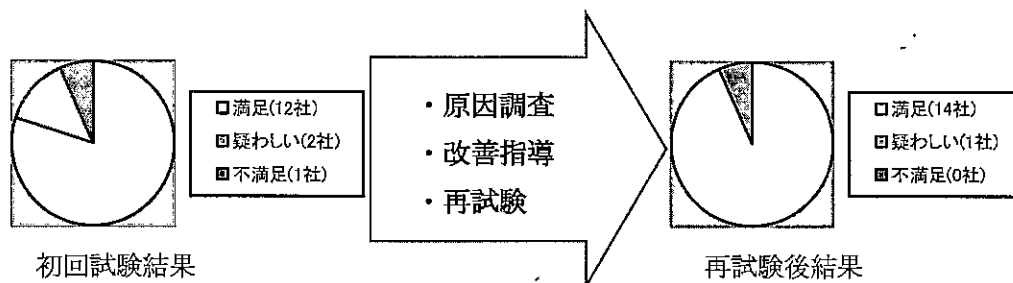 □満足(12社)
▣疑わしい(2社)
■不満足(1社)
初回試験結果
・原因調査
・改善指導
・再試験
□満足(14社)
▣疑わしい(1社)
■不満足(0社)
再試験後結果